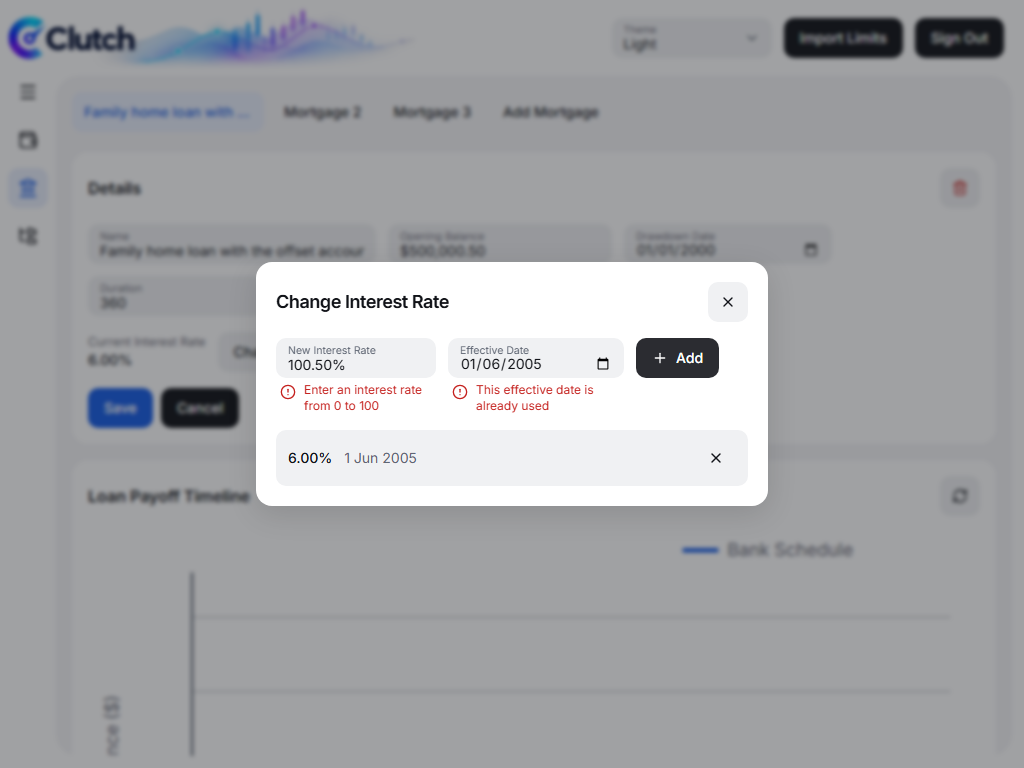 Clutch
Theme
Light
Import Limits
Sign Out
Family home loan with ...
Mortgage 2
Mortgage 3
Add Mortgage
Details
Name
Family home loan with the offset accour
Opening Balance
$500,000.50
Drawdown Date
01/01/2000
Duration
360
Current Interest Rate
6.00%
Cha
Save
Cancel
Change Interest Rate
New Interest Rate
100.50%
Effective Date
01/06/2005
Add
Enter an interest rate
from 0 to 100
This effective date is
already used
6.00% 1 Jun 2005
Loan Payoff Timeline
Bank Schedule
nce ($)